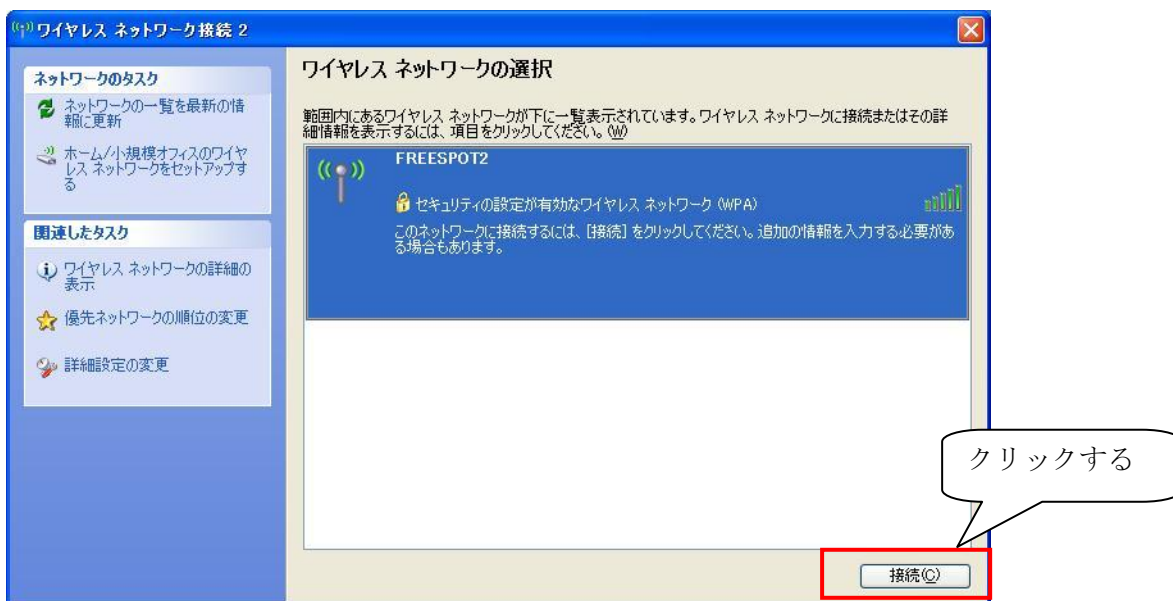 ワイヤレス ネットワーク接続 2
ネットワークのタスク
ネットワークの一覧を最新の情
報に更新
ホーム/小規模オフィスのワイヤ
レス ネットワークをセットアップす
る
関連したタスク
ワイヤレス ネットワークの詳細の
表示
優先ネットワークの順位の変更
詳細設定の変更
ワイヤレス ネットワークの選択
範囲内にあるワイヤレス ネットワークが下に一覧表示されています。ワイヤレス ネットワークに接続またはその詳
細情報を表示するには、項目をクリックしてください。(W)
FREESPOT2
セキュリティの設定が有効なワイヤレス ネットワーク (WPA)
このネットワークに接続するには、[接続] をクリックしてください。追加の情報を入力する必要があ
る場合もあります。
クリックする
接続(C)